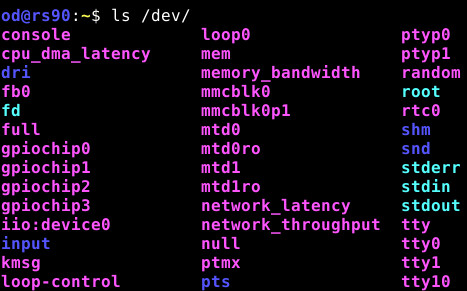 od@rs90:~$ ls /dev/
console loop0 ptyp0
cpu_dma_latency mem ptyp1
dri memory_bandwidth random
fb0 mmcblk0 root
fd mmcblk0p1 rtc0
full mtd0 shm
gpiochip0 mtd0ro snd
gpiochip1 mtd1 stderr
gpiochip2 mtd1ro stdin
gpiochip3 network_latency stdout
iio:device0 network_throughput tty
input null tty0
kmsg ptmx tty1
loop-control pts tty10